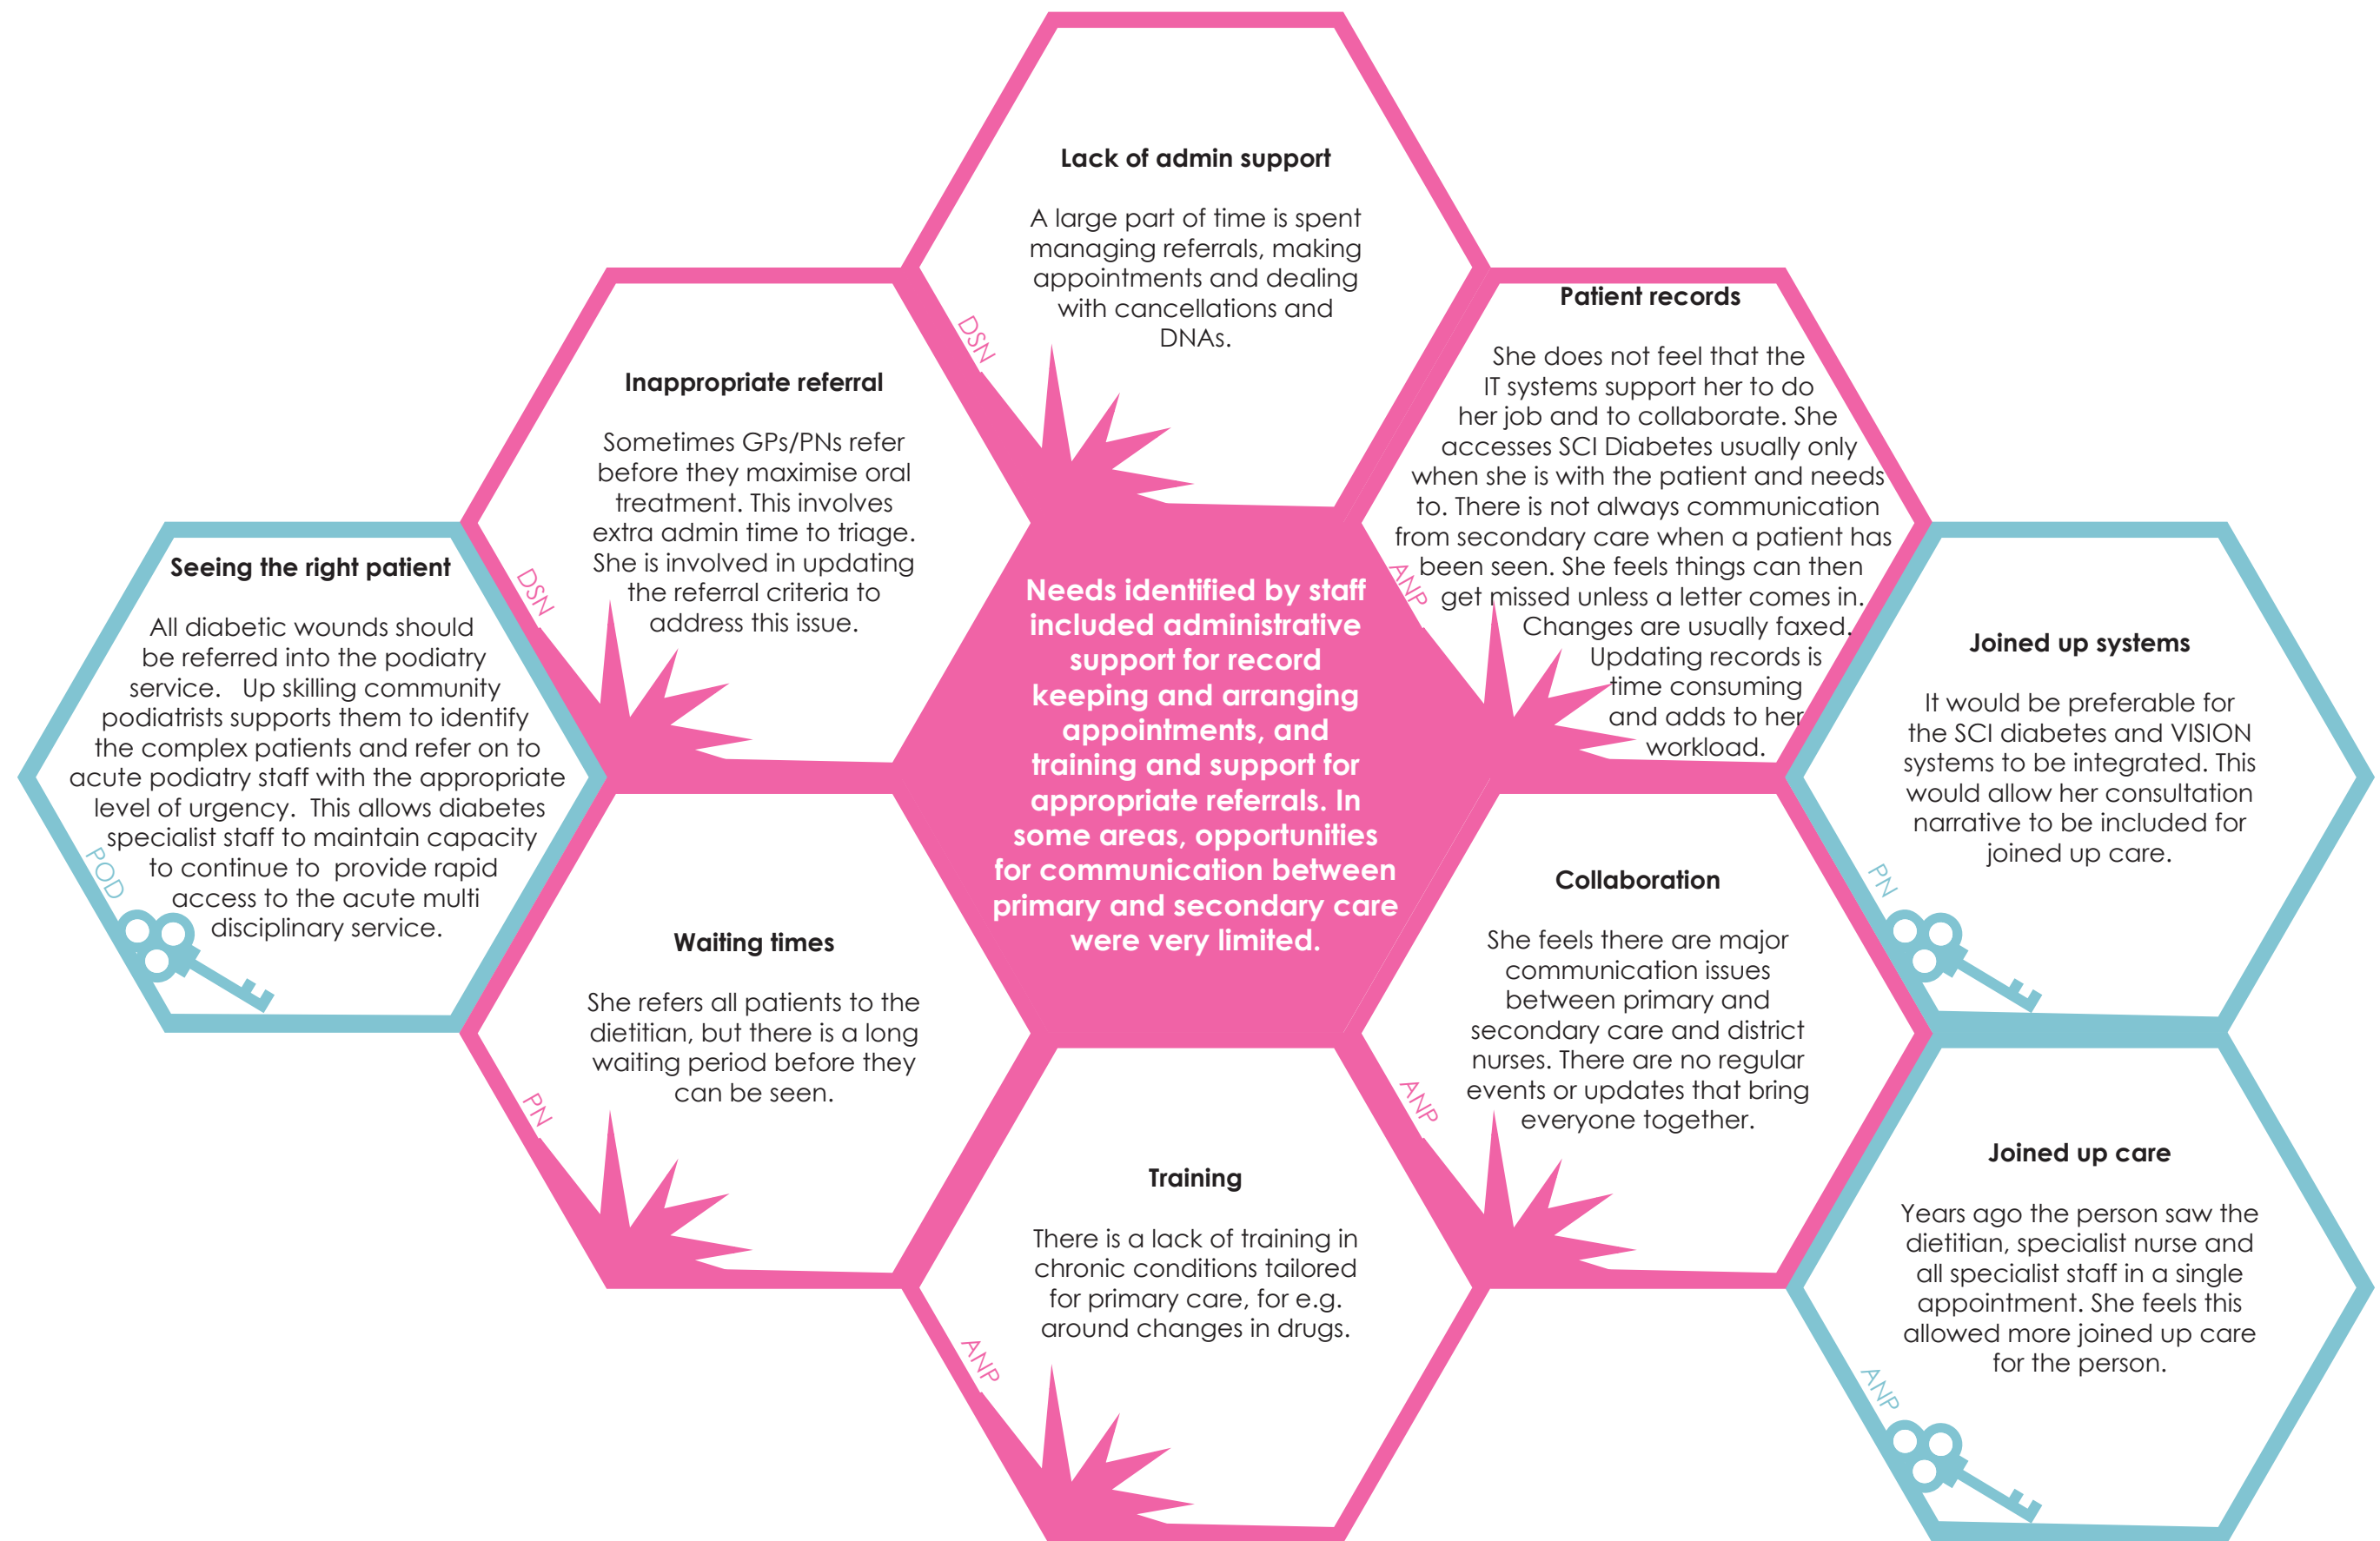 Lack of admin support
A large part of time is spent
managing referrals, making
appointments and dealing
with cancellations and
DNAs.
DSN
Patient records
She does not feel that the
IT systems support her to do
her job and to collaborate. She
accesses SCI Diabetes usually only
when she is with the patient and needs
to. There is not always communication
from secondary care when a patient has
been seen. She feels things can then
get missed unless a letter comes in.
Changes are usually faxed.
Updating records is
time consuming
and adds to her
workload.
ANP
Inappropriate referral
Sometimes GPs/PNs refer
before they maximise oral
treatment. This involves
extra admin time to triage.
She is involved in updating
the referral criteria to
address this issue.
DSN
Seeing the right patient
All diabetic wounds should
be referred into the podiatry
service.   Up skilling community
podiatrists supports them to identify
the complex patients and refer on to
acute podiatry staff with the appropriate
level of urgency.  This allows diabetes
specialist staff to maintain capacity
to continue to  provide rapid
access to the acute multi
disciplinary service.
POD
Needs identified by staff
included administrative
support for record
keeping and arranging
appointments, and
training and support for
appropriate referrals. In
some areas, opportunities
for communication between
primary and secondary care
were very limited.
Joined up systems
It would be preferable for
the SCI diabetes and VISION
systems to be integrated. This
would allow her consultation
narrative to be included for
joined up care.
PN
Waiting times
She refers all patients to the
dietitian, but there is a long
waiting period before they
can be seen.
PN
Collaboration
She feels there are major
communication issues
between primary and
secondary care and district
nurses. There are no regular
events or updates that bring
everyone together.
ANP
Training
There is a lack of training in
chronic conditions tailored
for primary care, for e.g.
around changes in drugs.
ANP
Joined up care
Years ago the person saw the
dietitian, specialist nurse and
all specialist staff in a single
appointment. She feels this
allowed more joined up care
for the person.
ANP